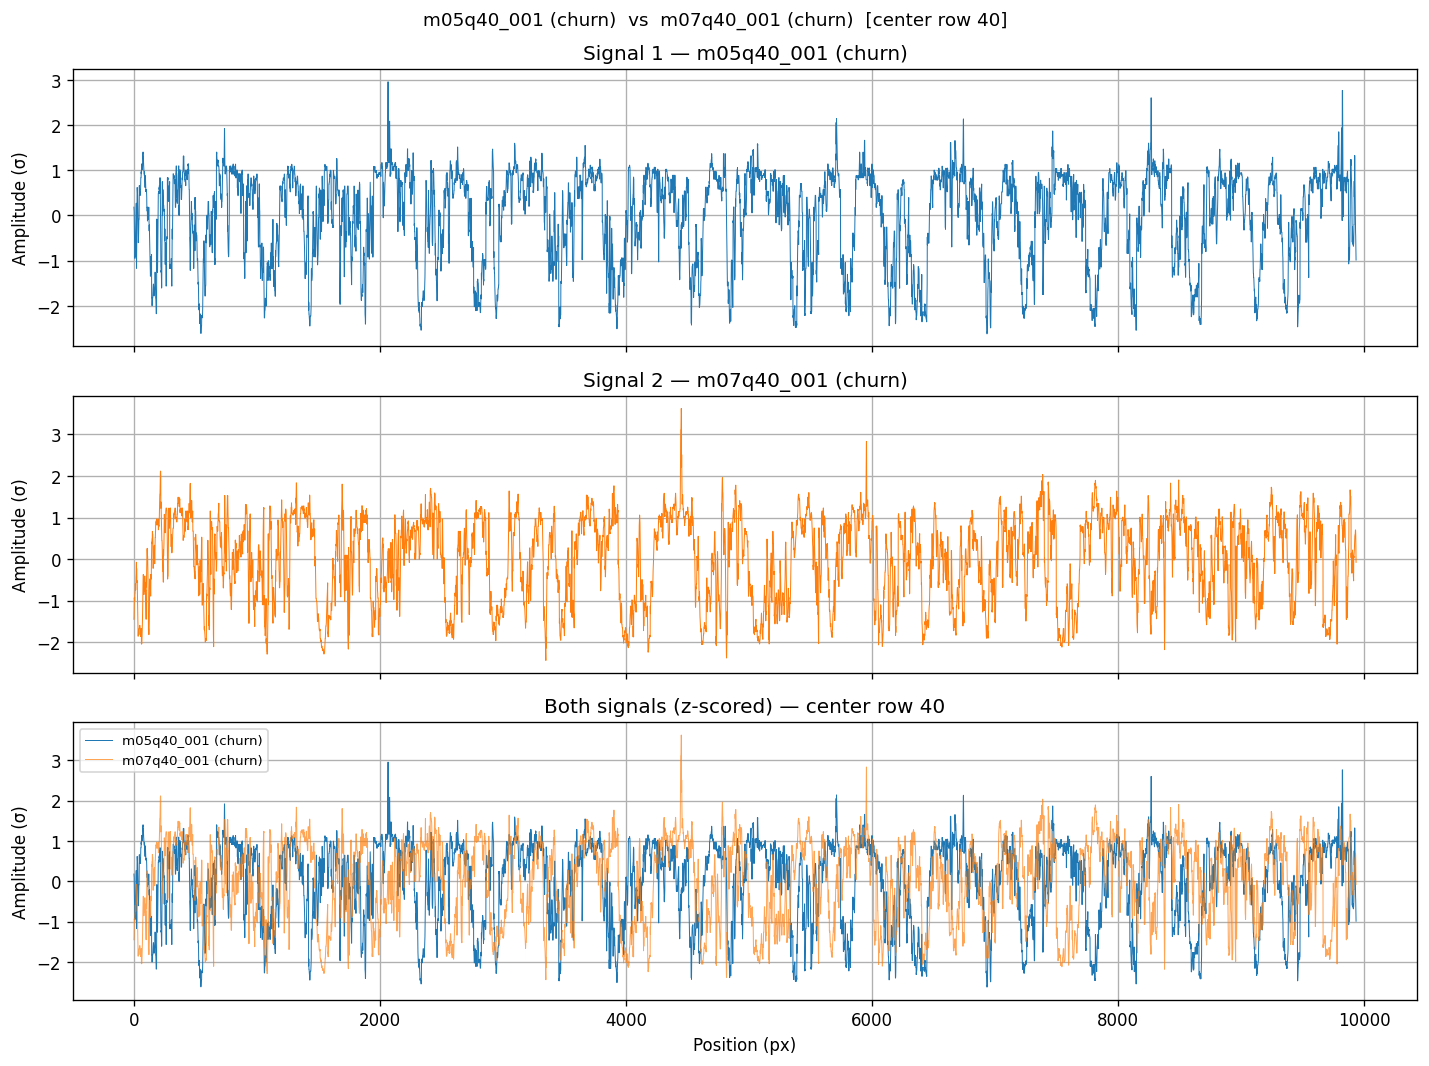 m05q40_001 (churn)  vs  m07q40_001 (churn)  [center row 40]
Signal 1 — m05q40_001 (churn)
3
2
1
0
−1
−2
Amplitude (σ)
Signal 2 — m07q40_001 (churn)
3
2
1
0
−1
−2
Amplitude (σ)
Both signals (z-scored) — center row 40
m05q40_001 (churn)
m07q40_001 (churn)
3
2
1
0
−1
−2
Amplitude (σ)
0 2000 4000 6000 8000 10000
Position (px)